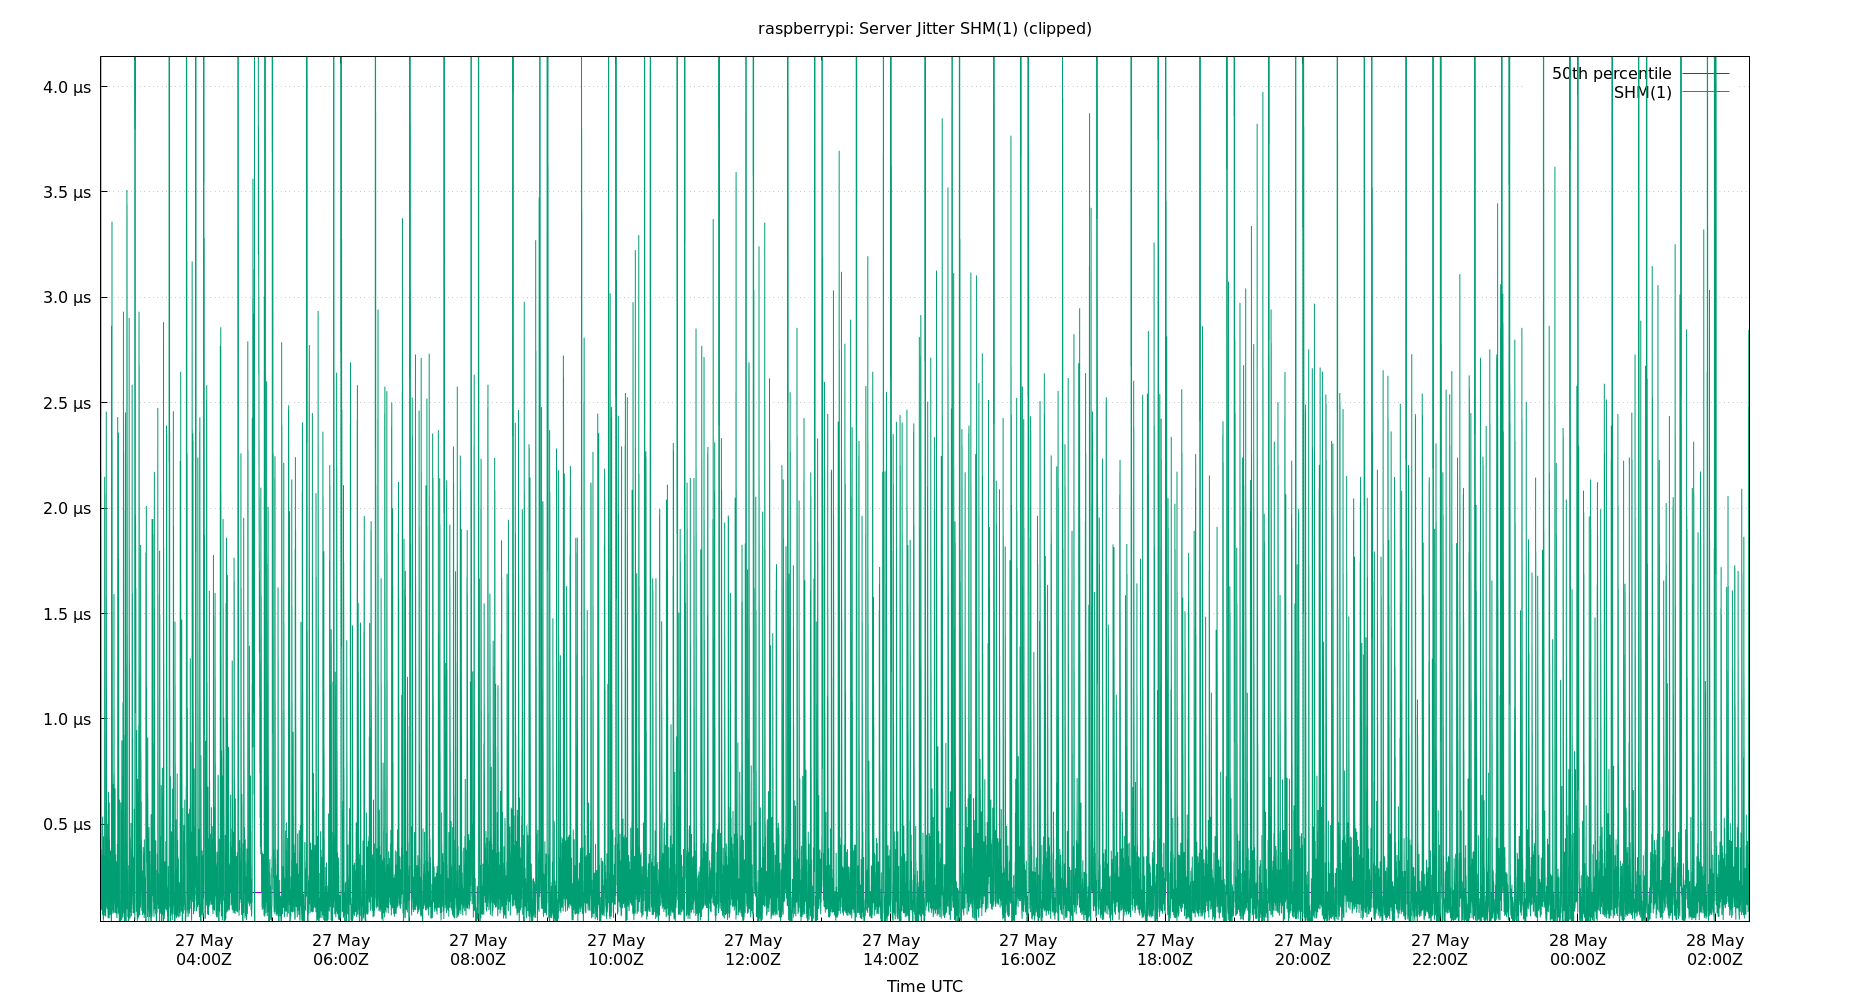 raspberrypi: Server Jitter SHM(1) (clipped)
50th percentile
SHM(1)
4.0 μs
3.5 μs
3.0 μs
2.5 μs
2.0 μs
1.5 μs
1.0 μs
0.5 μs
27 May 27 May 27 May 27 May 27 May 27 May 27 May 27 May 27 May 27 May 28 May 28 May
04:00Z 06:00Z 08:00Z 10:00Z 12:00Z 14:00Z 16:00Z 18:00Z 20:00Z 22:00Z 00:00Z 02:00Z
Time UTC